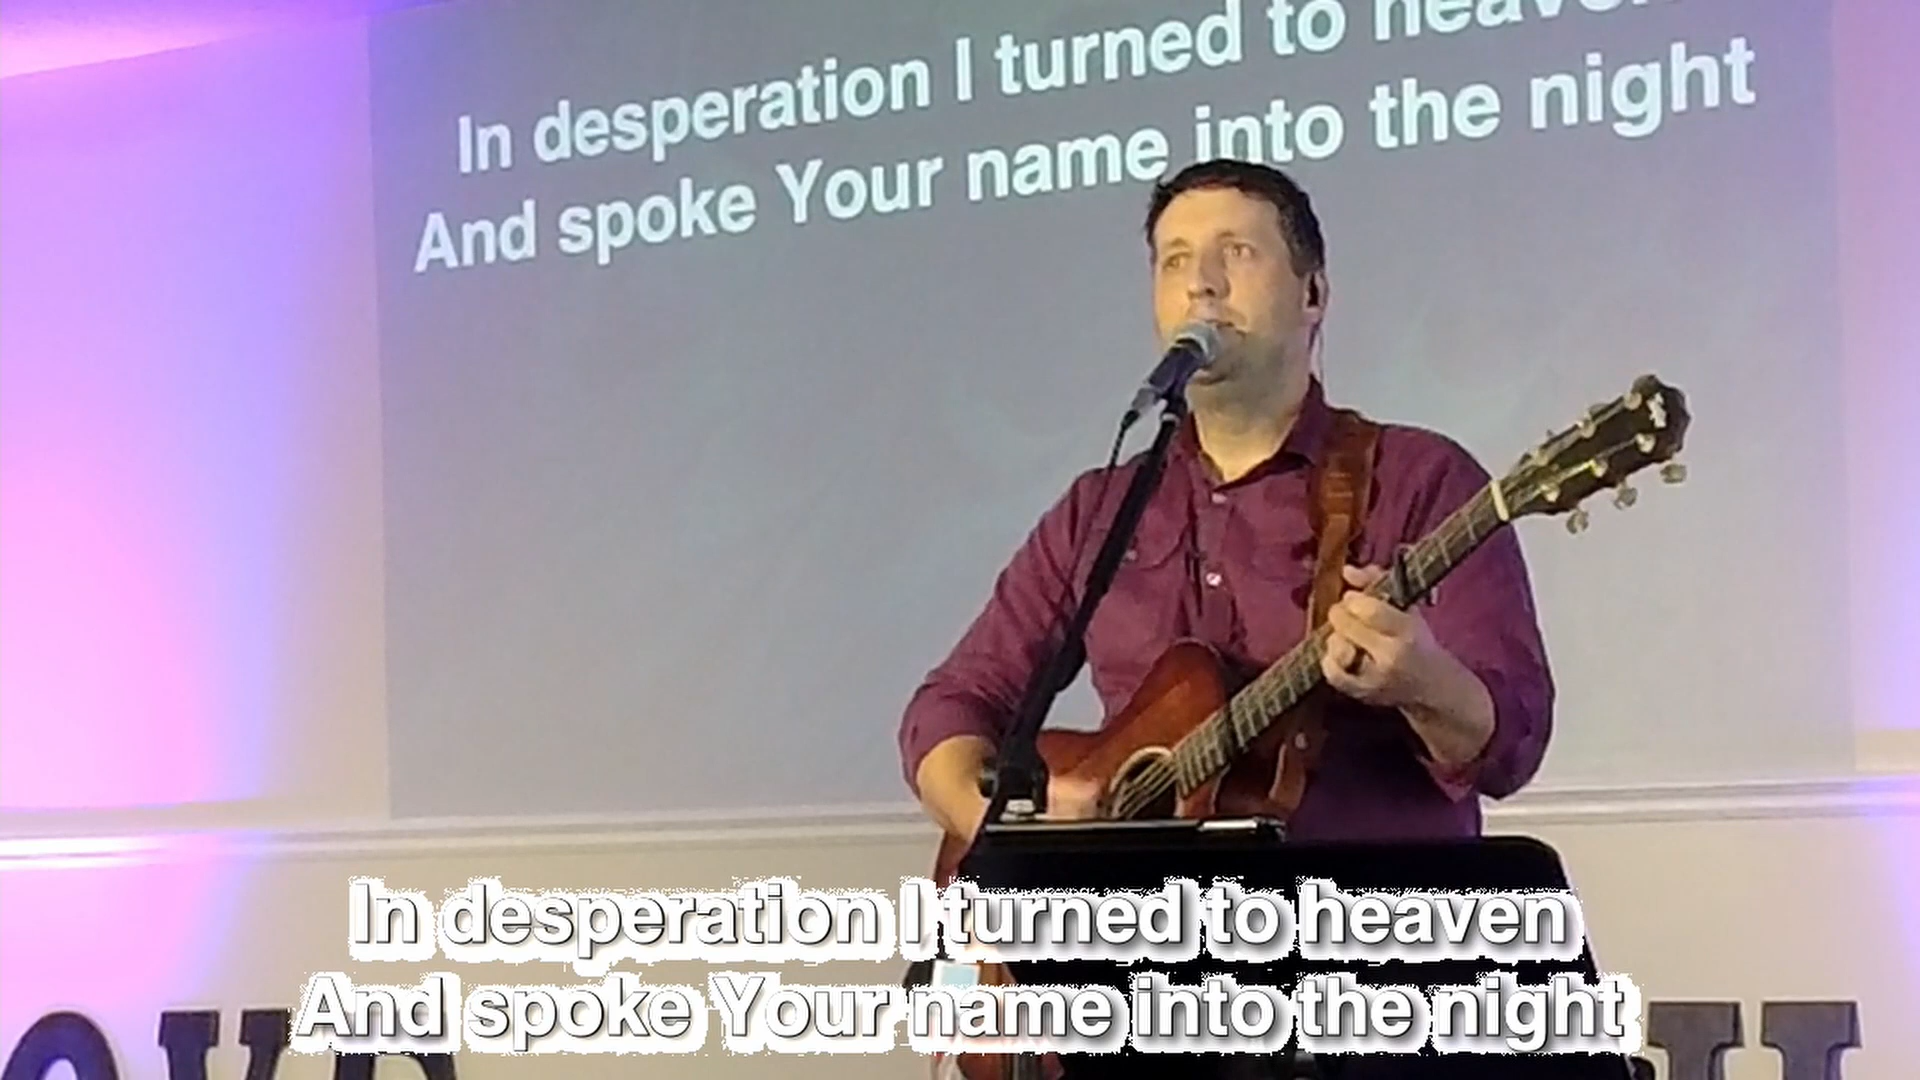 In desperation I turned to heaven
And spoke Your name into the night
In desperation I turned to heaven
And spoke Your name into the night